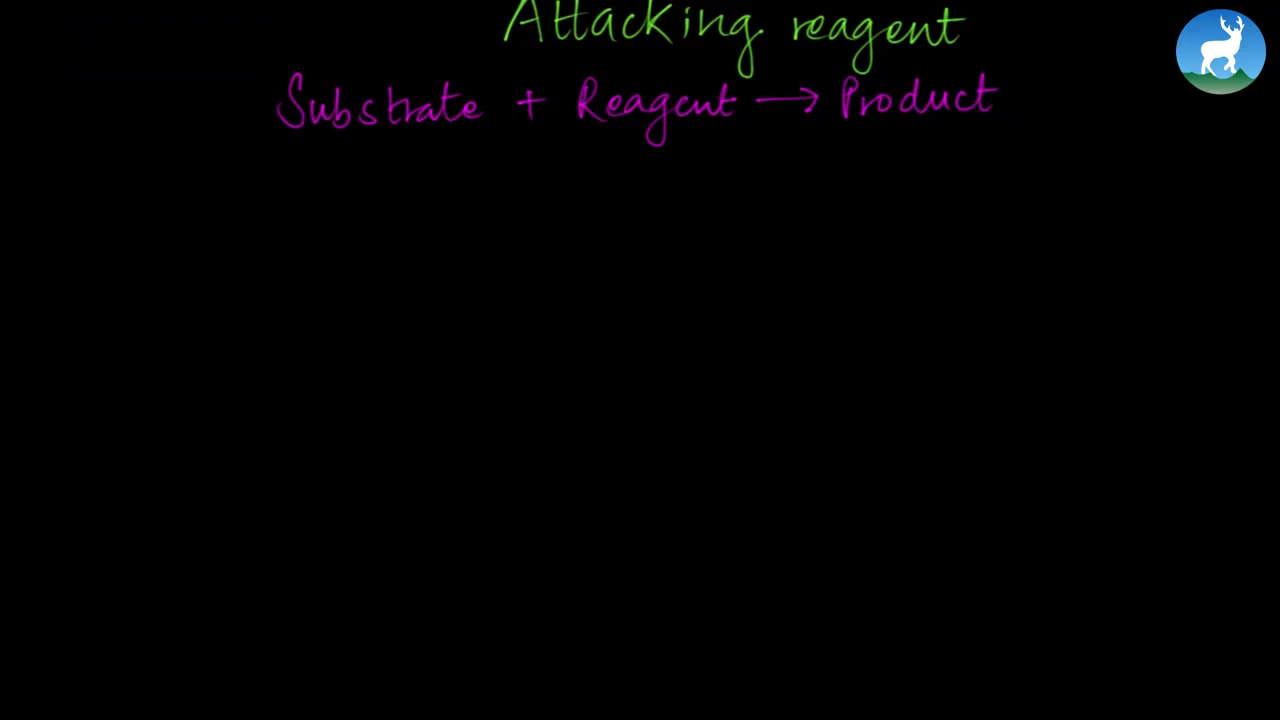 Attacking reagent
Substrate + Reagent → Product